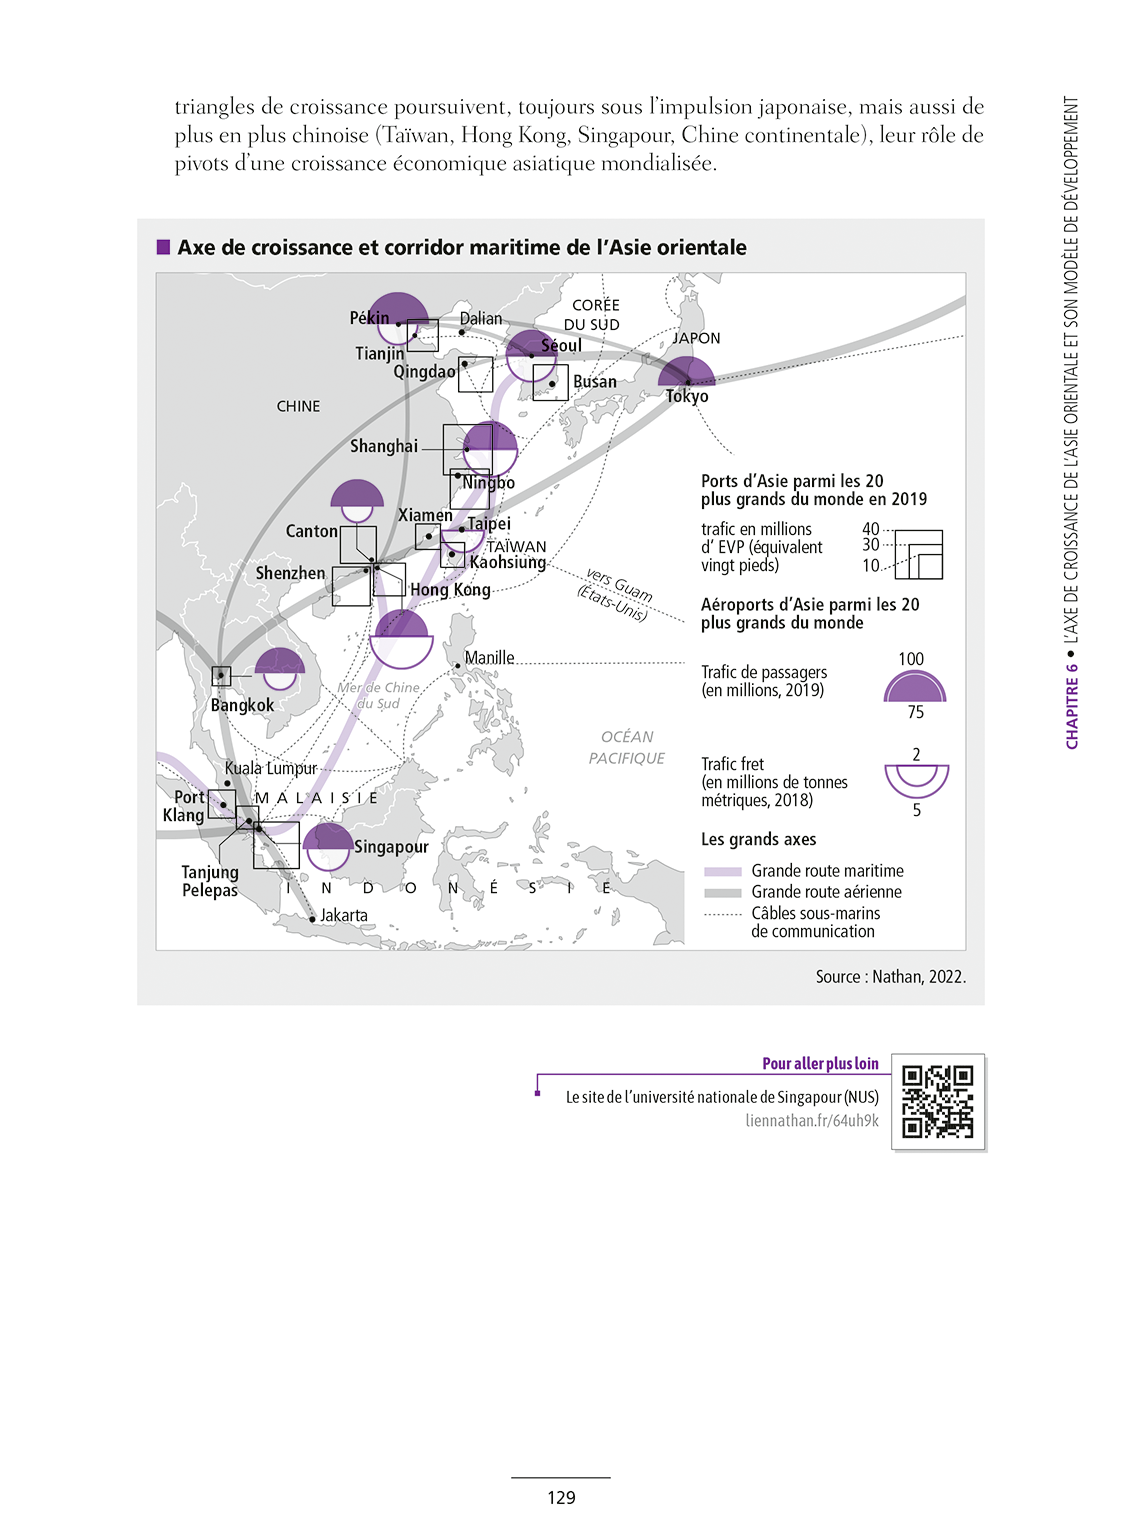 triangles de croissance poursuivent, toujours sous l’impulsion japonaise, mais aussi de
plus en plus chinoise (Taïwan, Hong Kong, Singapour, Chine continentale), leur rôle de
pivots d’une croissance économique asiatique mondialisée.
Axe de croissance et corridor maritime de l’Asie orientale
Pékin
Dalian
CORÉE
DU SUD
Tianjin
Séoul
JAPON
Qingdao
Busan
Tokyo
CHINE
Shanghai
Ningbo
Xiamen
Taipei
Canton
TAÏWAN
Kaohsiung
Shenzhen
Hong Kong
vers Guam
(États-Unis)
Manille
Mer de Chine
du Sud
Bangkok
OCÉAN
PACIFIQUE
Kuala Lumpur
Port
Klang
MALAISIE
Singapour
Tanjung
Pelepas
INDONÉSIE
Jakarta
Ports d’Asie parmi les 20
plus grands du monde en 2019
trafic en millions
d’ EVP (équivalent
vingt pieds)
40
30
10
Aéroports d’Asie parmi les 20
plus grands du monde
Trafic de passagers
(en millions, 2019)
100
75
Trafic fret
(en millions de tonnes
métriques, 2018)
2
5
Les grands axes
Grande route maritime
Grande route aérienne
Câbles sous-marins
de communication
Source : Nathan, 2022.
Pour aller plus loin
Le site de l’université nationale de Singapour (NUS)
liennathan.fr/64uh9k
CHAPITRE 6 • L’AXE DE CROISSANCE DE L’ASIE ORIENTALE ET SON MODÈLE DE DÉVELOPPEMENT
129